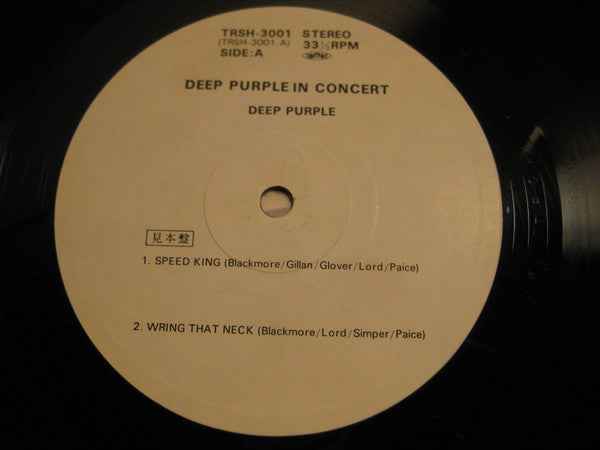 TRSH-3001 STEREO
(TRSH-3001 A) 33⅓RPM
SIDE:A
DEEP PURPLE IN CONCERT
DEEP PURPLE
見本盤
1. SPEED KING (Blackmore/Gillan/Glover/Lord/Paice)
2. WRING THAT NECK (Blackmore/Lord/Simper/Paice)